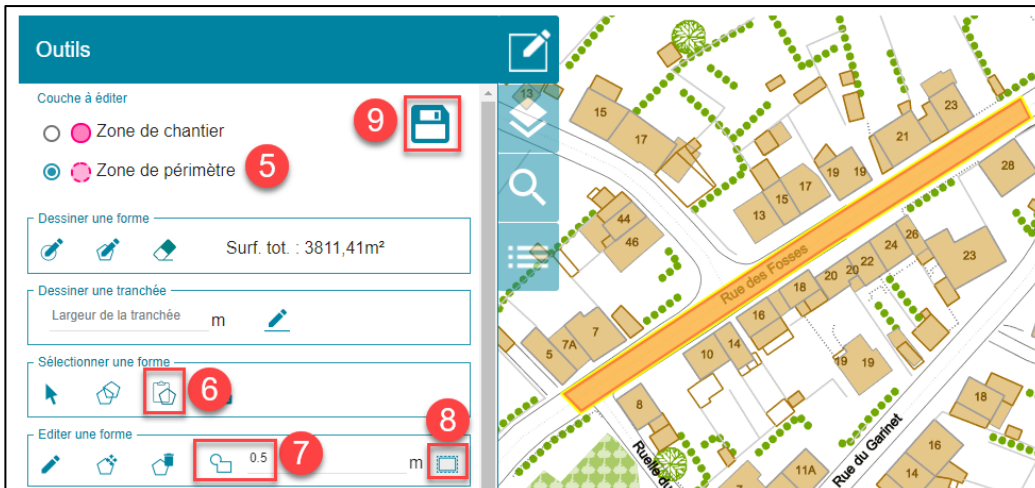 Outils
Couche à éditer
Zone de chantier
Zone de périmètre
5
9
Dessiner une forme
Surf. tot. : 3811,41m²
Dessiner une tranchée
Largeur de la tranchée m
Sélectionner une forme
6
8
Editer une forme
0.5
7
m
13
15
17
44
46
13
15
17
19
19
21
23
28
Rue des Fosses
5
7A
7
10
14
16
18
20
20
22
24
26
23
19
19
8
18
16
14
11A
7
Ruelle du
Rue du Garinet